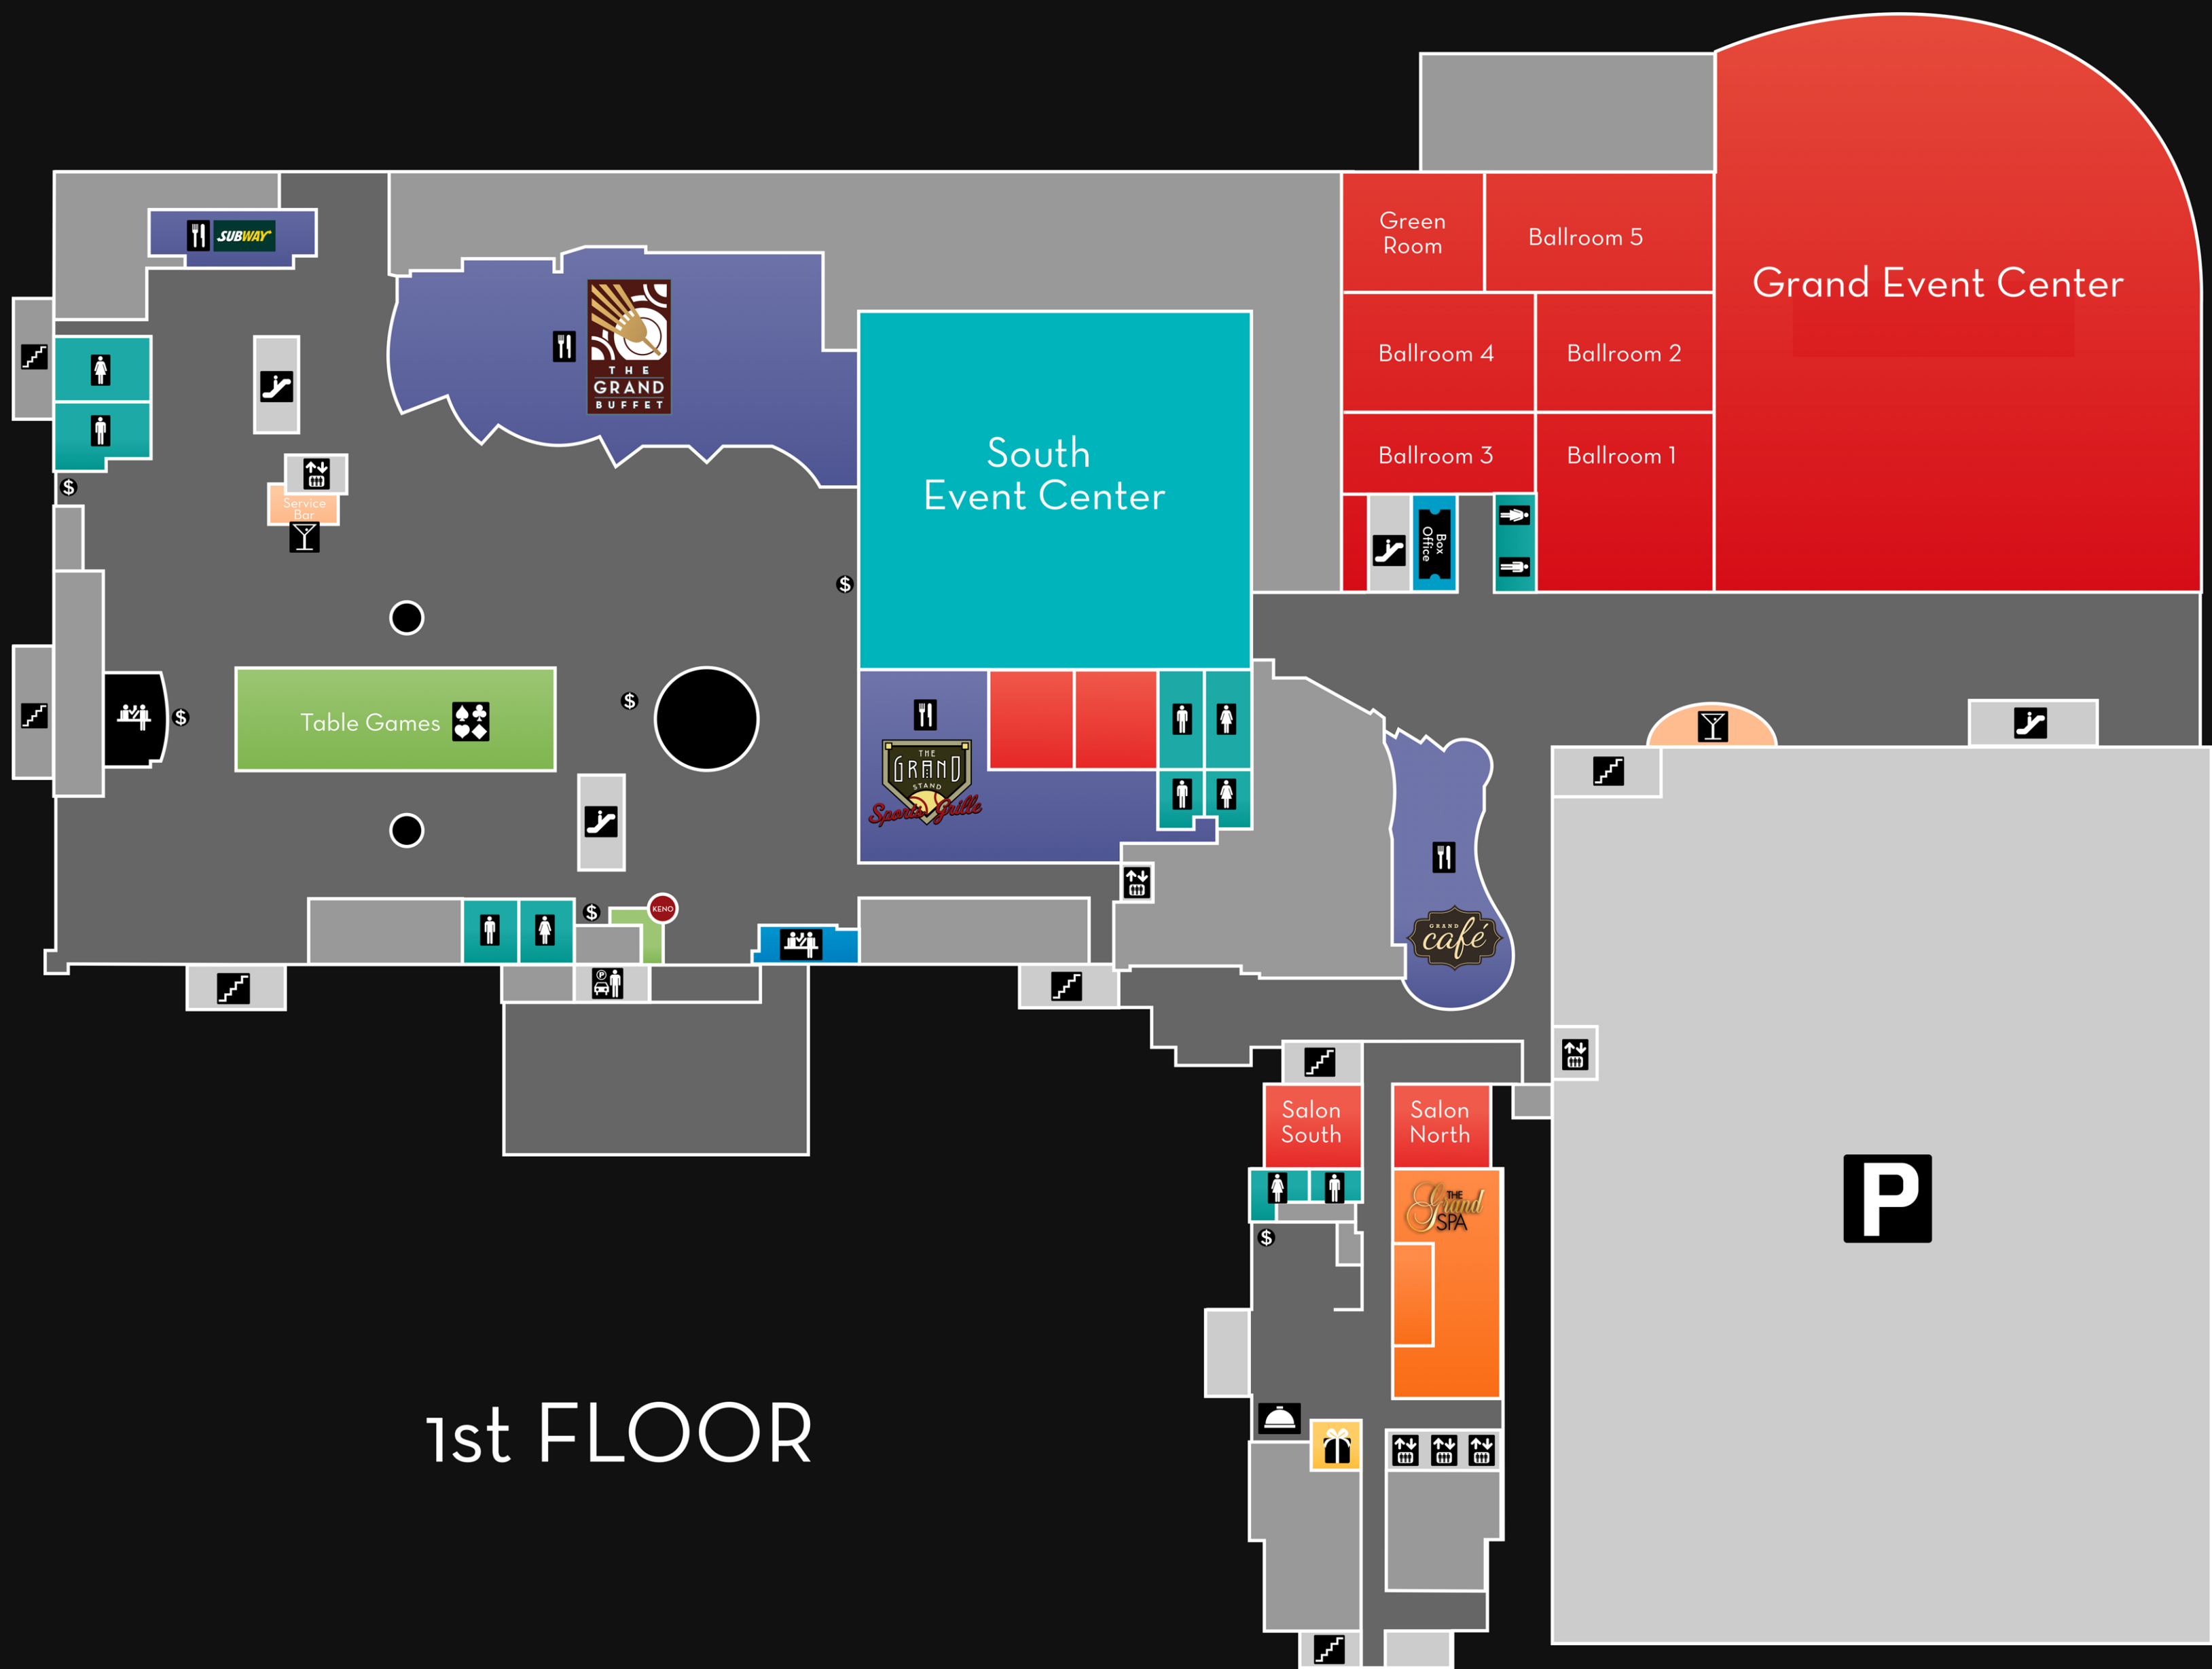 Green
Room
Ballroom 5
Grand Event Center
SUBWAY
THE
GRAND
BUFFET
Ballroom 4
Ballroom 2
South
Event Center
Ballroom 3
Ballroom 1
$
Service
Bar
Box
Office
$
Table Games
$
$
THE
GRAND
STAND
Sports Grille
$
KENO
GRAND
café
P
Salon
South
Salon
North
THE
Grand
SPA
$
P
1st FLOOR